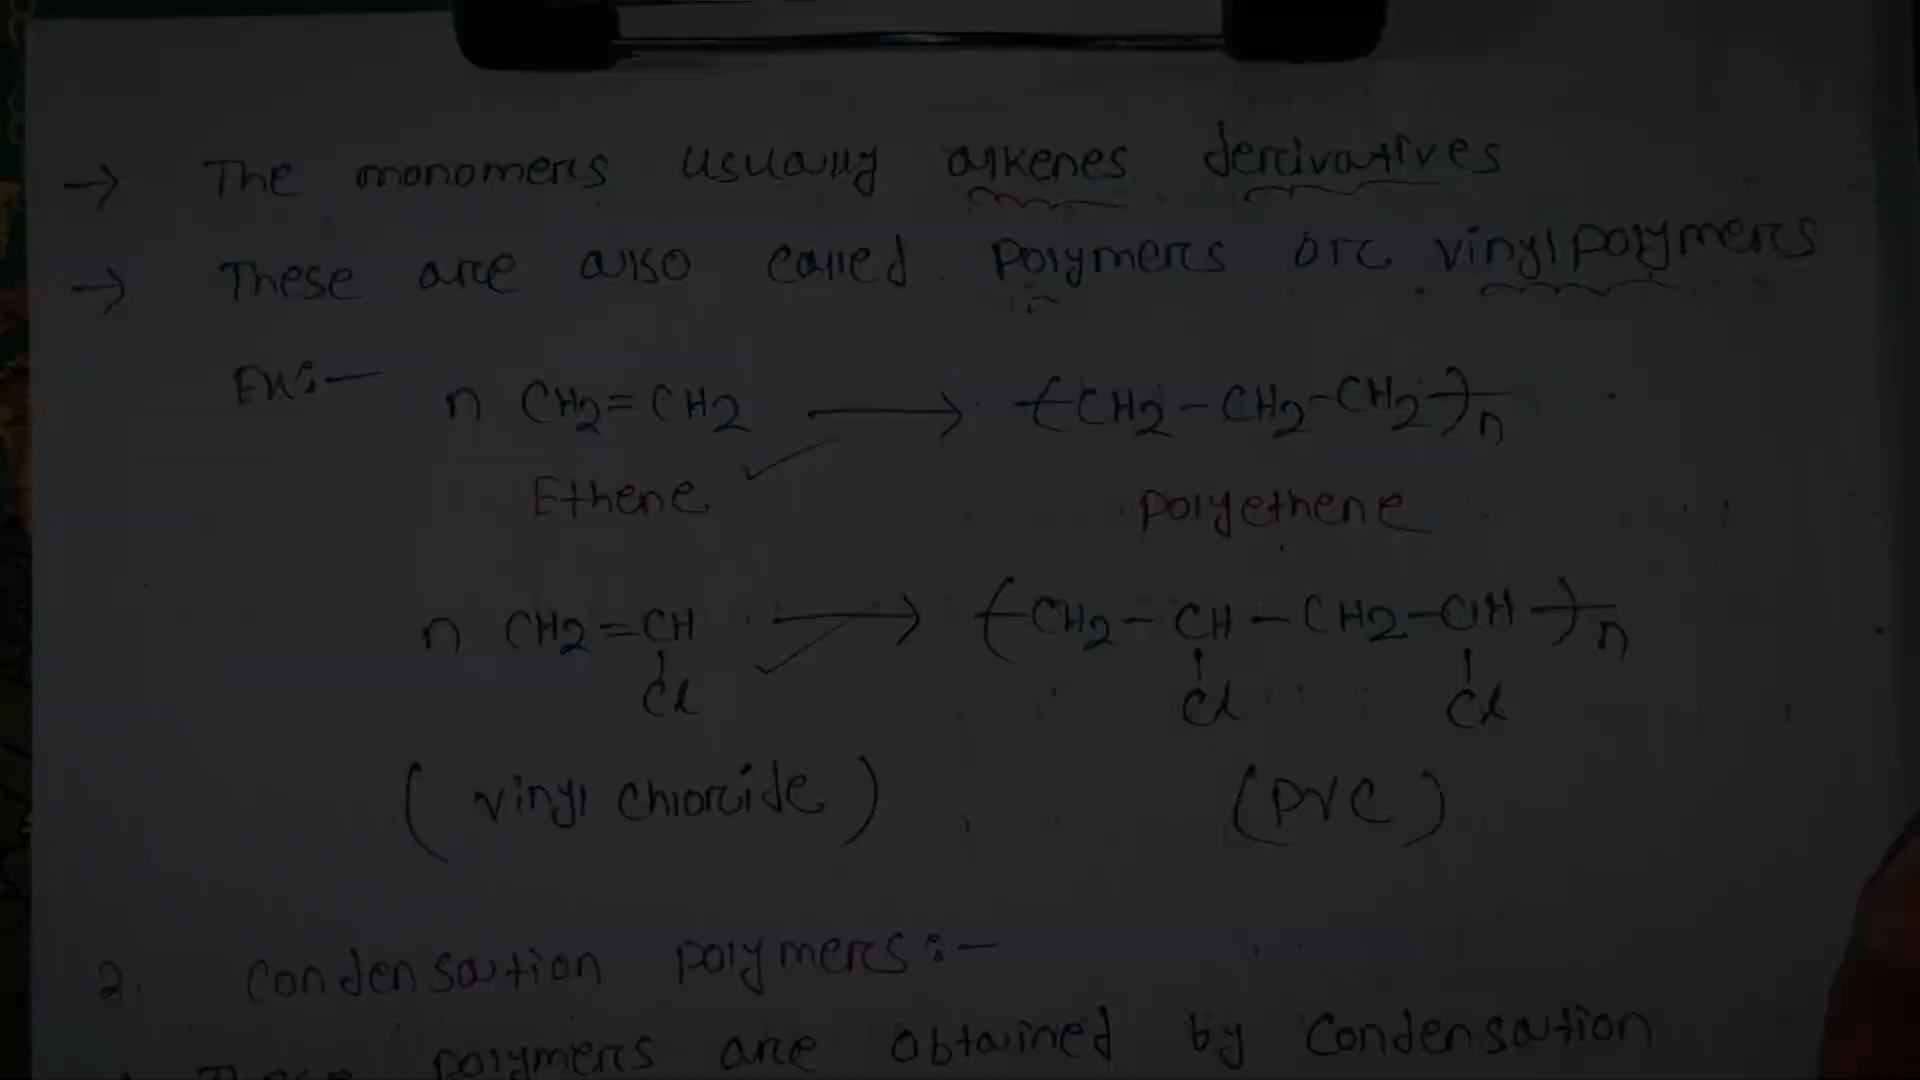 → The monomers usually alkenes derivatives
→ These are also called polymers or vinylpolymers
Ex:- n CH2=CH2 ⟶ -(CH2-CH2-CH2)-n
Ethene polyethene
n CH2=CH ⟶ -(CH2-CH-CH2-CH-)-n
Cl Cl Cl
(vinyl chloride) (PVC)
2. Condensation polymers:-
polymers are obtained by condensation